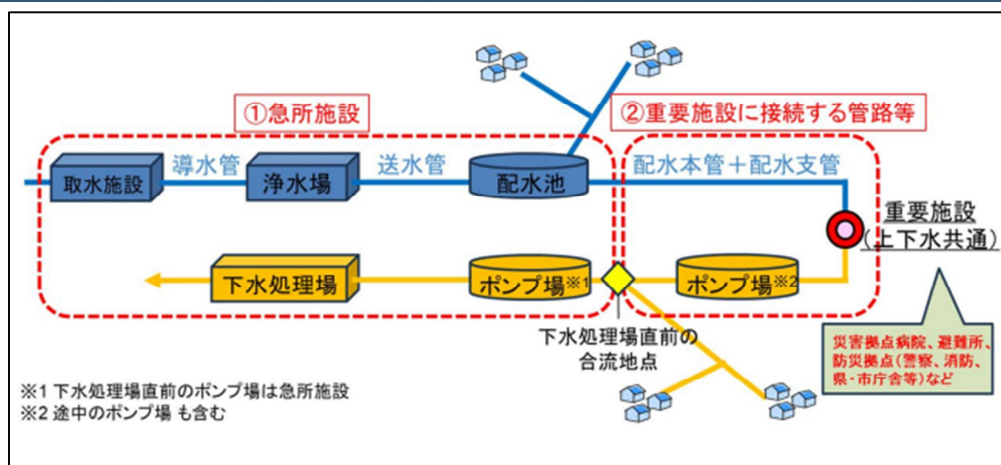 ①急所施設
②重要施設に接続する管路等
取水施設
導水管
浄水場
送水管
配水池
配水本管＋配水支管
重要施設
(上下水共通)
下水処理場
ポンプ場※1
ポンプ場※2
下水処理場直前の
合流地点
災害拠点病院、避難所、
防災拠点(警察、消防、
県・市庁舎等)など
※1 下水処理場直前のポンプ場は急所施設
※2 途中のポンプ場 も含む